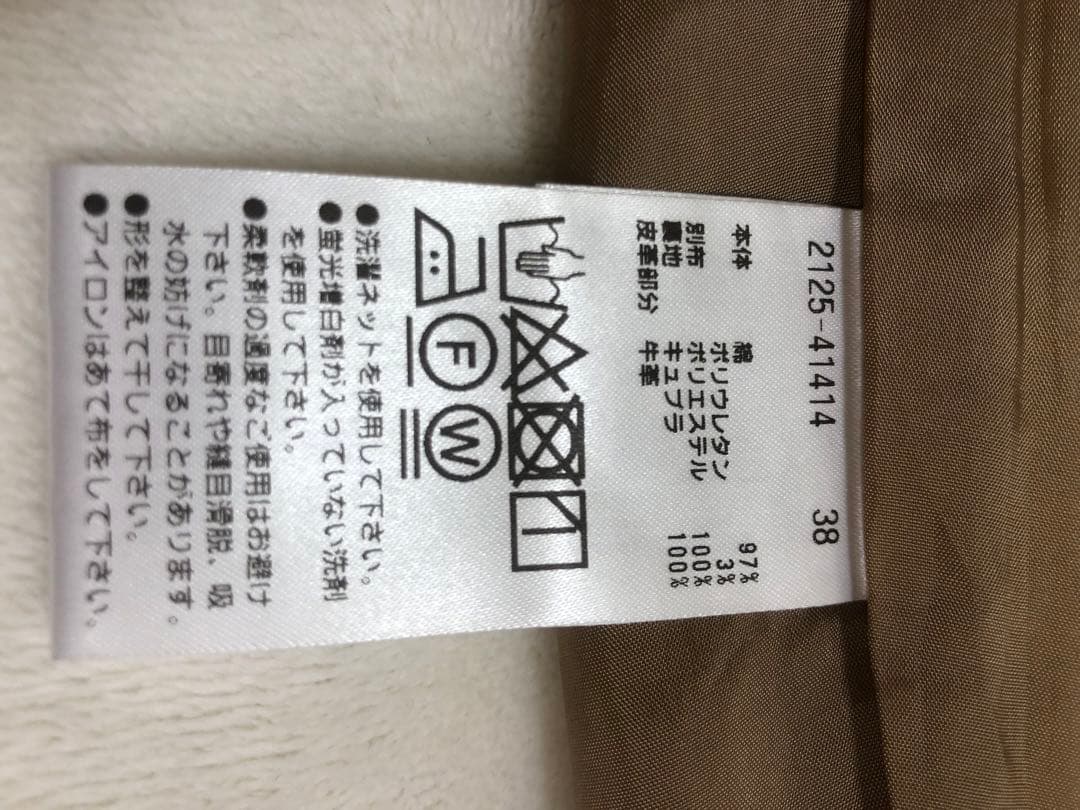 2125-41414 38
本体 綿 97%
ポリウレタン 3%
別布 ポリエステル 100%
裏地 キュプラ 100%
皮革部分 牛革
F W
●洗濯ネットを使用して下さい。
●蛍光増白剤が入っていない洗剤
を使用して下さい。
●柔軟剤の過度なご使用はお避け
下さい。目寄れや縫目滑脱、吸
水の妨げになることがあります。
●形を整えて干して下さい。
●アイロンはあて布をして下さい。